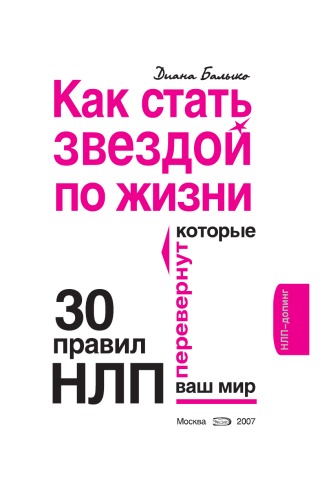 Диана Балыко
Как стать
звездой
по жизни
30
правил
НЛП
которые
перевернут
ваш мир
НЛП–допинг
Москва 2007